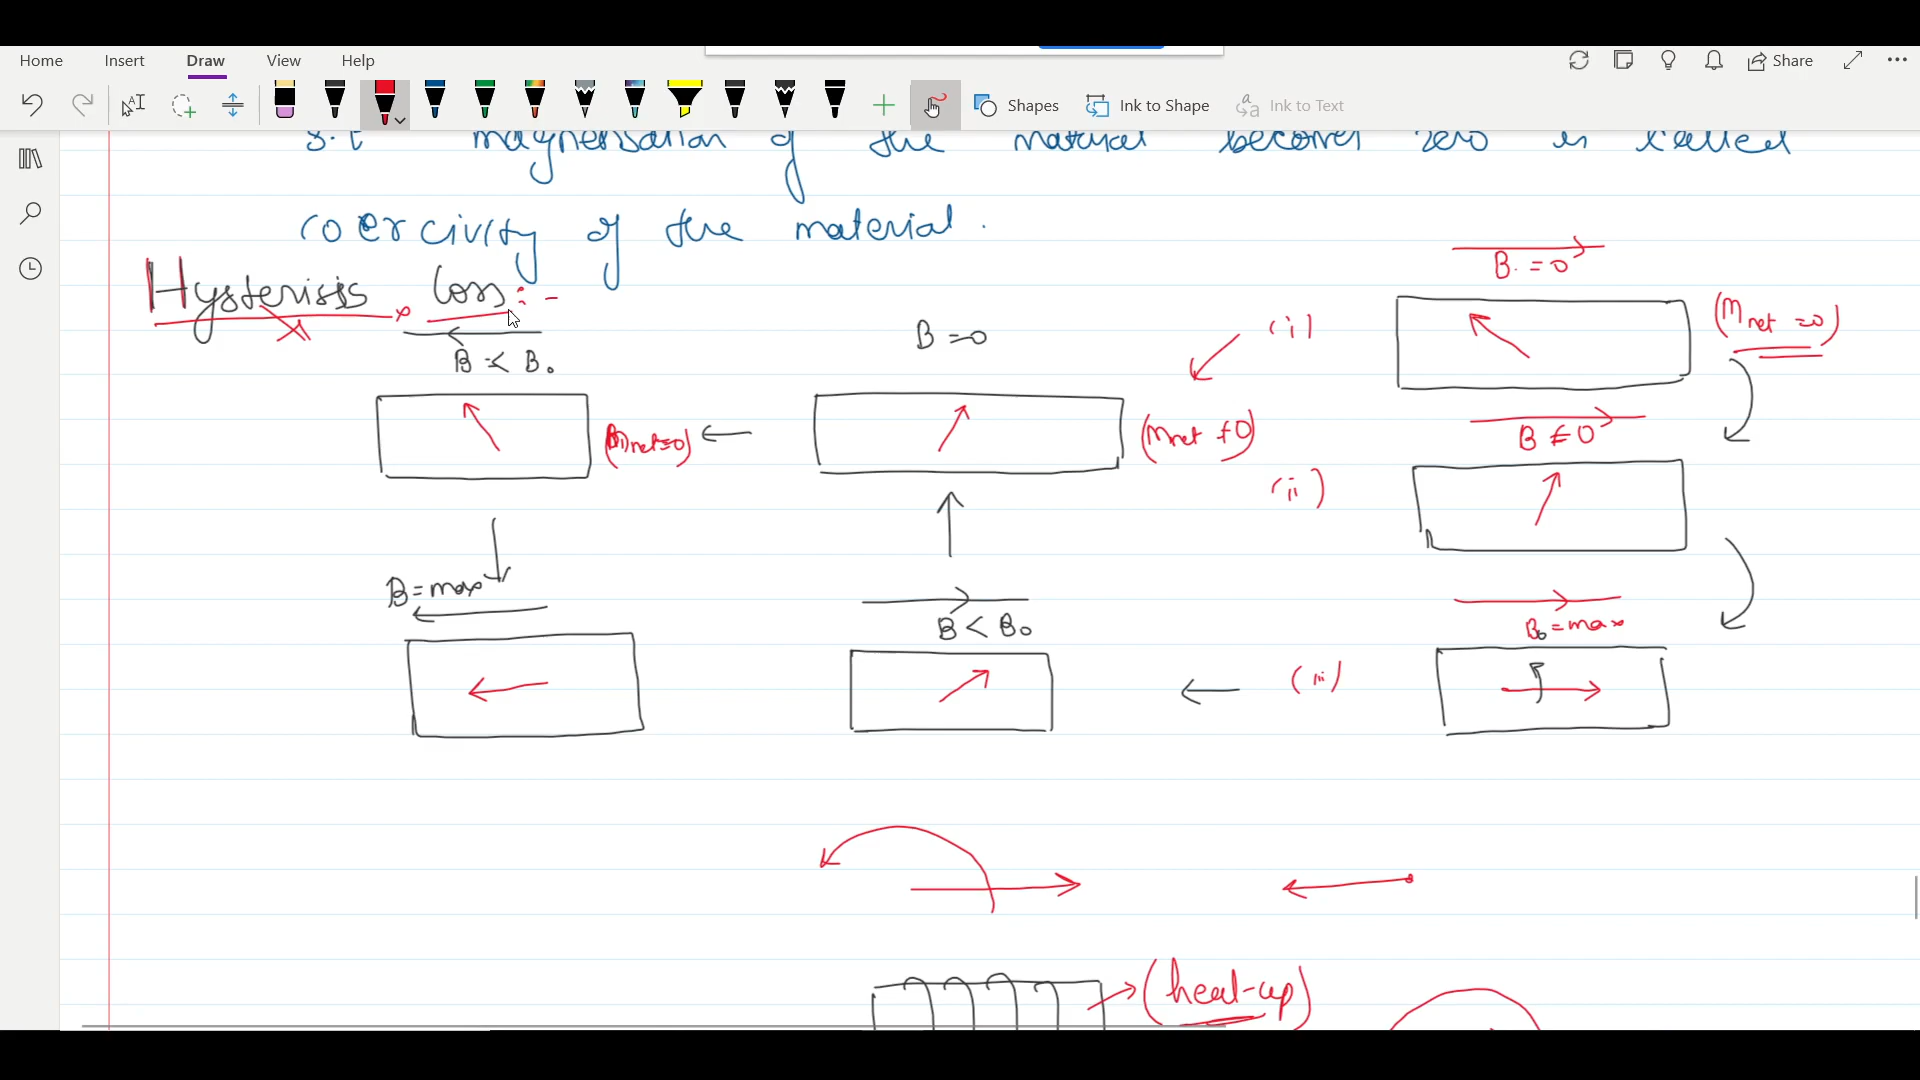 Home Insert Draw View Help
Share
Shapes Ink to Shape Ink to Text
s.t magnetisation of the material becomes zero is called
coercivity of the material.
Hysterisis loss :-
B = 0
(i)
(Mnet = 0)
B = 0
B < B₀
B ≠ 0
(Mnet ≠ 0)
(Mnet=0)
(ii)
B = max
B < B₀
B₀ = max
(iii)
(heat-up)